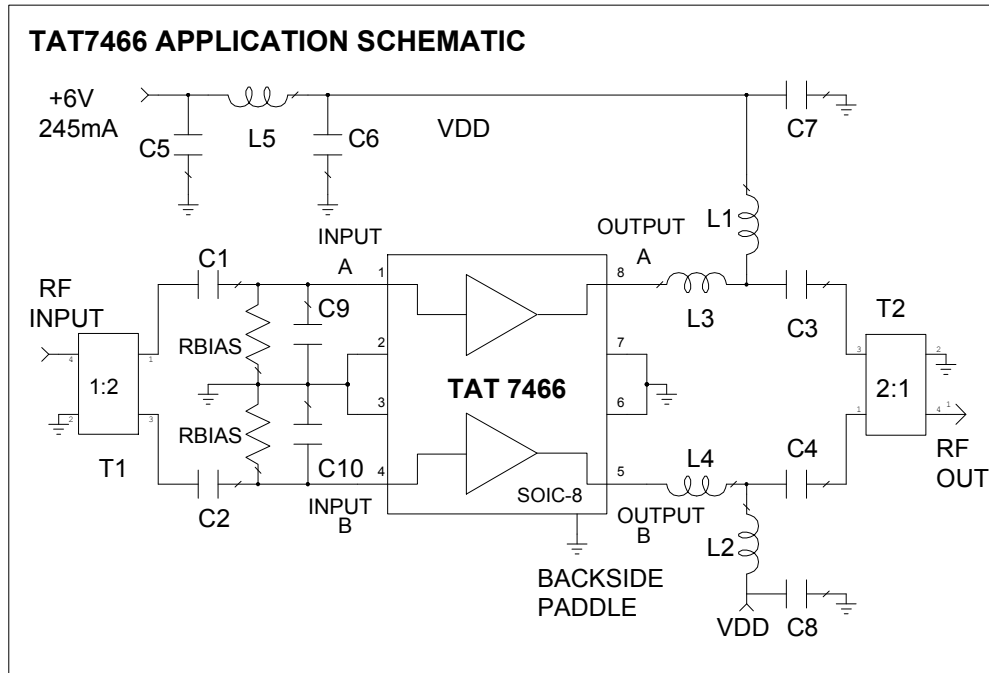 TAT7466 APPLICATION SCHEMATIC
+6V
245mA
C5
L5
C6
VDD
C7
L1
INPUT
A
OUTPUT
A
C1
1
8
RF
INPUT
C9
L3
C3
T2
4
1
RBIAS
2
7
3
2
1:2
TAT 7466
2:1
2
3
RBIAS
3
6
1
4
1
T1
C10
4
5
L4
C4
RF
OUT
C2
INPUT
B
SOIC-8
OUTPUT
B
L2
BACKSIDE
PADDLE
VDD
C8